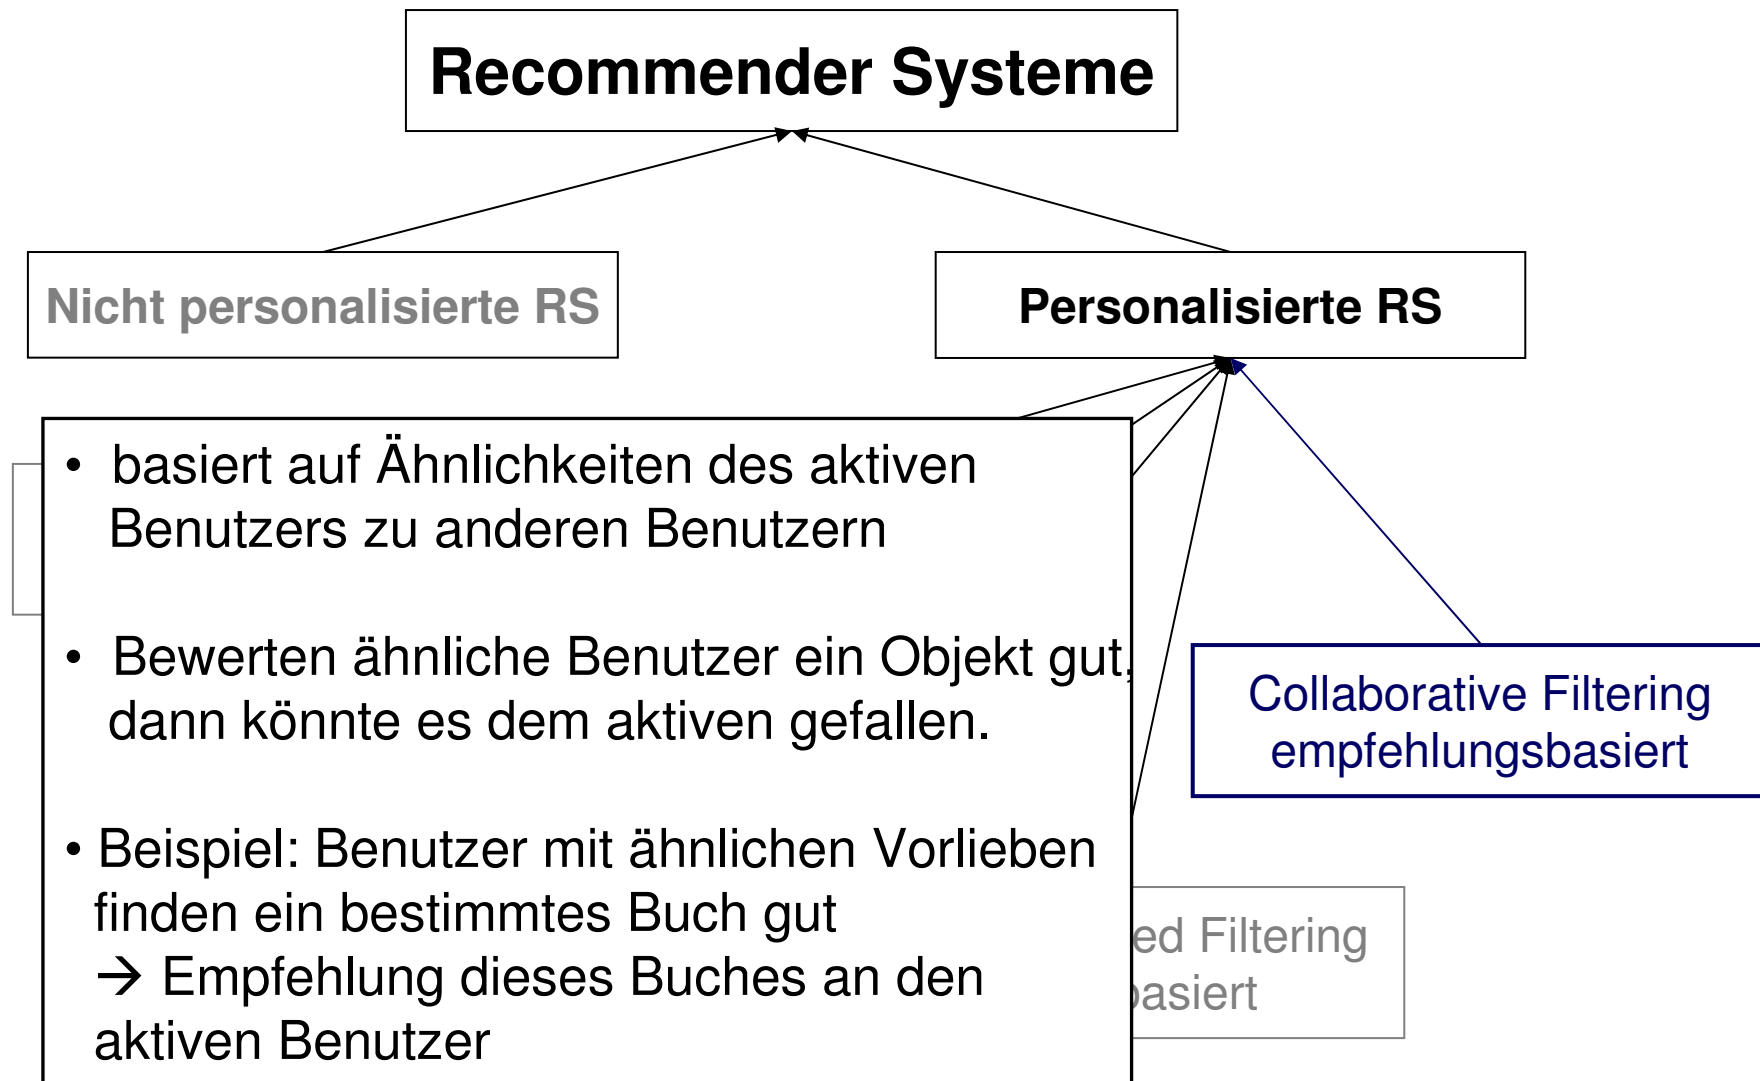 Recommender Systeme
Nicht personalisierte RS
Personalisierte RS
• basiert auf Ähnlichkeiten des aktiven
Benutzers zu anderen Benutzern
• Bewerten ähnliche Benutzer ein Objekt gut,
dann könnte es dem aktiven gefallen.
• Beispiel: Benutzer mit ähnlichen Vorlieben
finden ein bestimmtes Buch gut
→ Empfehlung dieses Buches an den
aktiven Benutzer
Collaborative Filtering
empfehlungsbasiert
Filtering